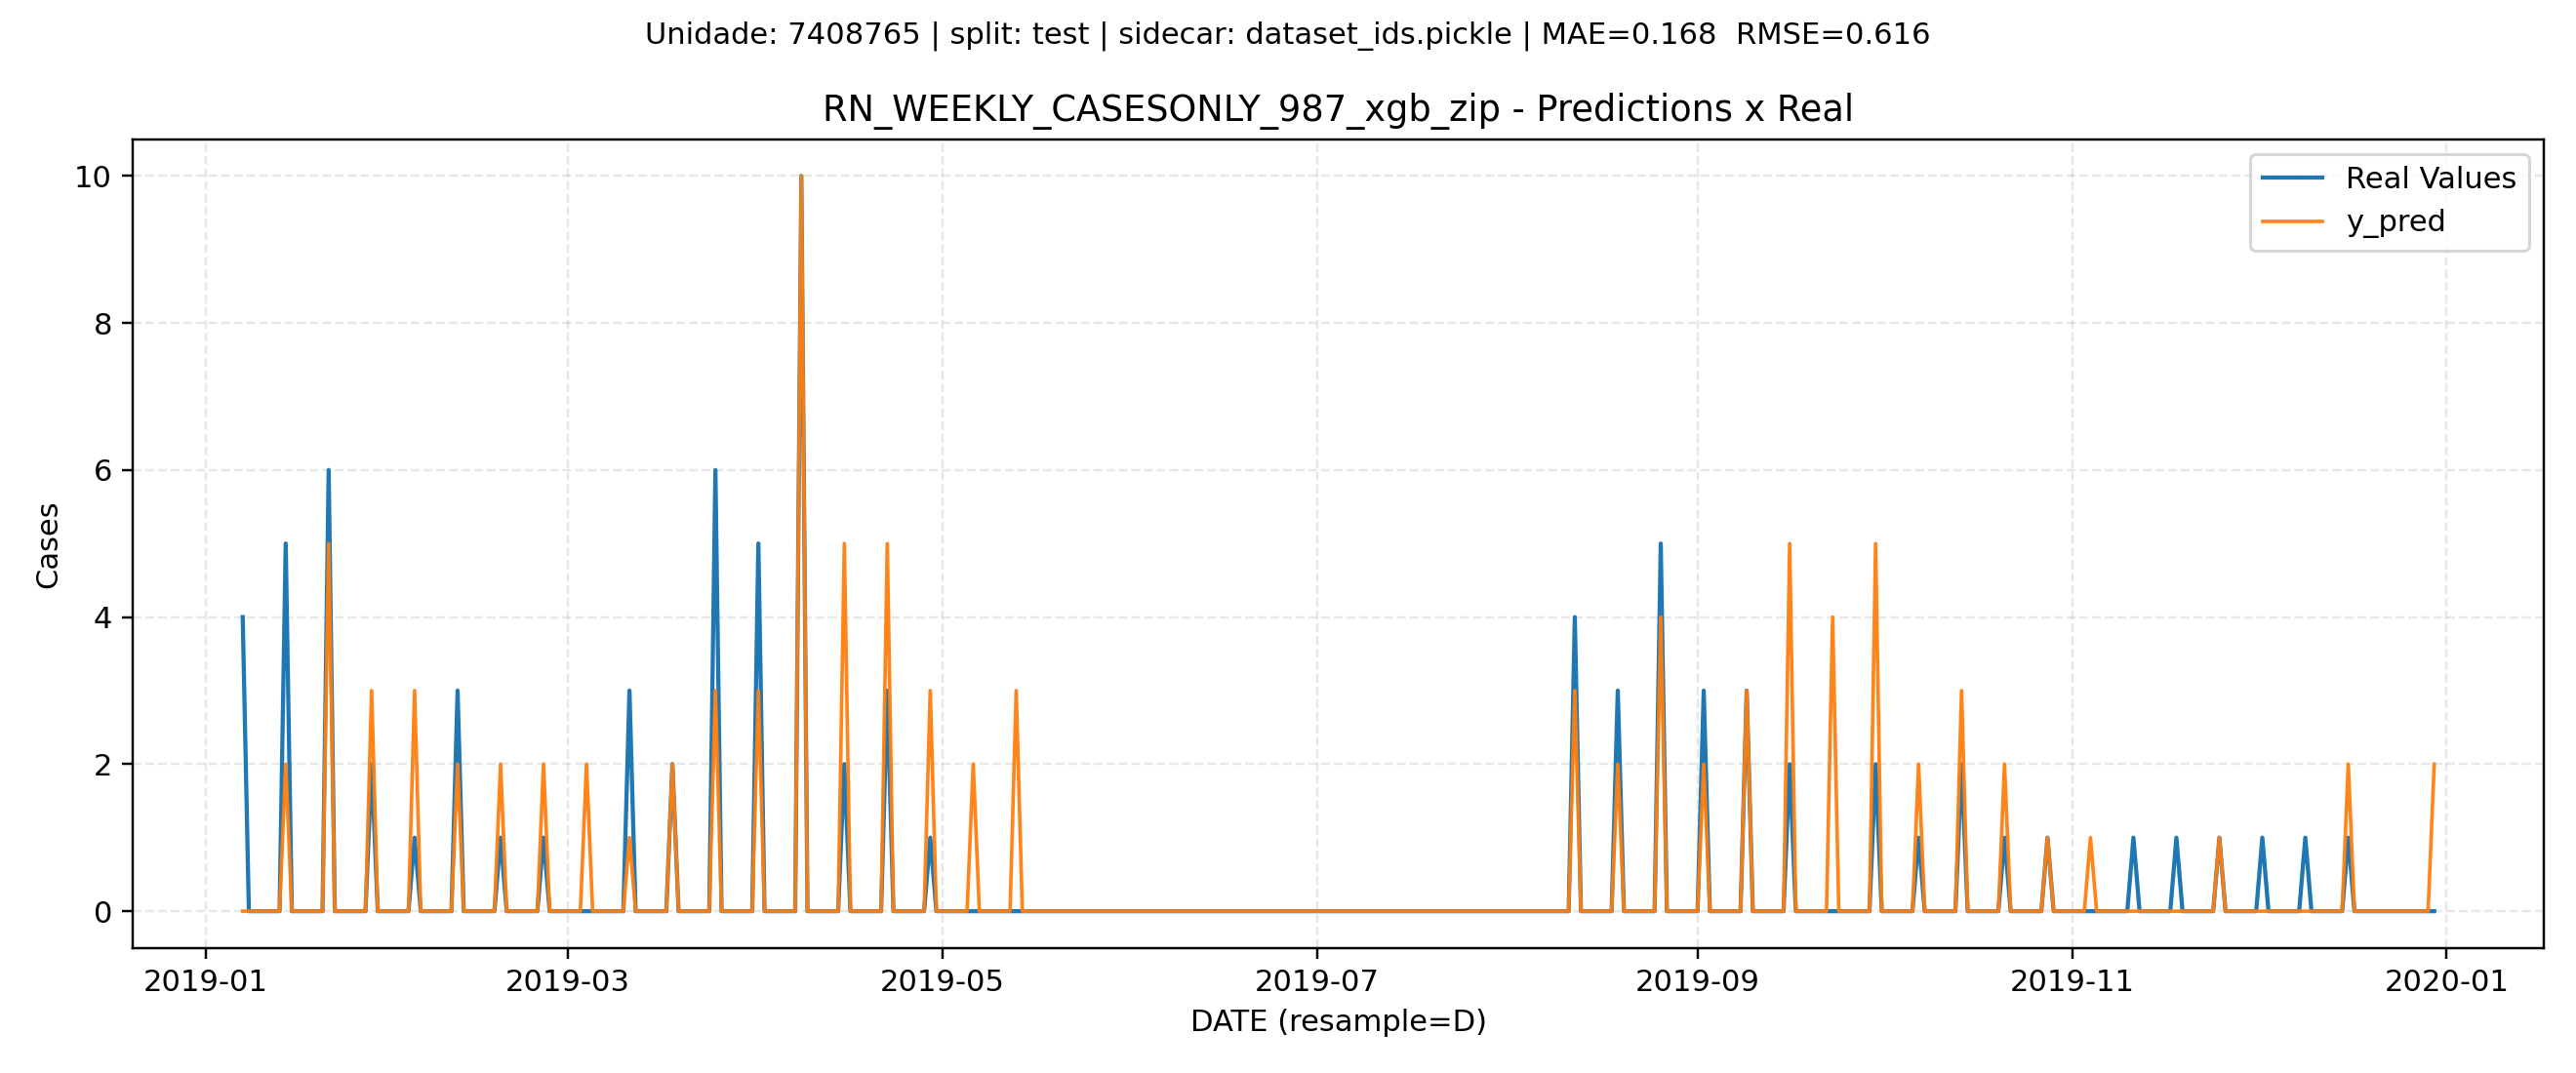 Unidade: 7408765 | split: test | sidecar: dataset_ids.pickle | MAE=0.168  RMSE=0.616
RN_WEEKLY_CASESONLY_987_xgb_zip - Predictions x Real
Real Values
y_pred
10
8
6
4
2
0
Cases
2019-01
2019-03
2019-05
2019-07
2019-09
2019-11
2020-01
DATE (resample=D)